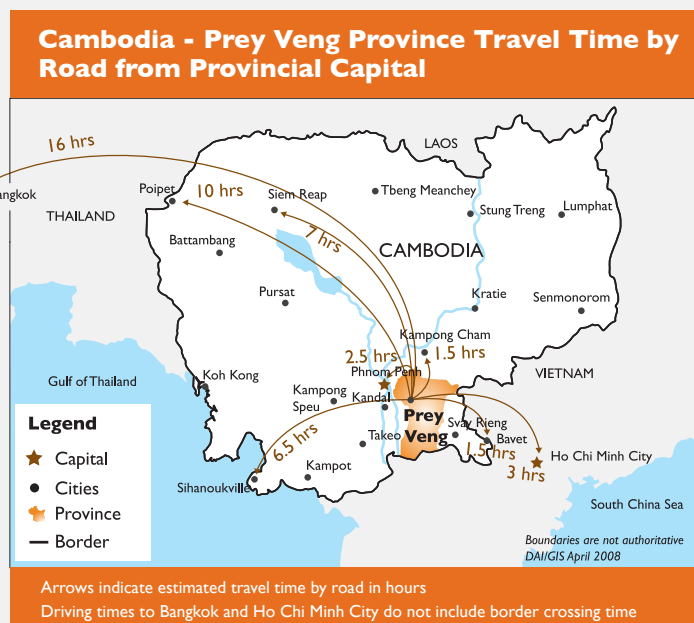 Cambodia - Prey Veng Province Travel Time by
Road from Provincial Capital
LAOS
16 hrs
angkok
Poipet
10 hrs
Siem Reap
Tbeng Meanchey
Stung Treng
Lumphat
THAILAND
7 hrs
Battambang
CAMBODIA
Pursat
Kratie
Senmonorom
Kampong Cham
2.5 hrs
1.5 hrs
Phnom Penh
VIETNAM
Gulf of Thailand
Koh Kong
Kampong
Speu
Kandal
Prey
Veng
Svay Rieng
Bavet
Takeo
1.5 hrs
Ho Chi Minh City
3 hrs
6.5 hrs
Kampot
Sihanoukville
South China Sea
Legend
Capital
Cities
Province
Border
Boundaries are not authoritative
DAI/GIS April 2008
Arrows indicate estimated travel time by road in hours
Driving times to Bangkok and Ho Chi Minh City do not include border crossing time